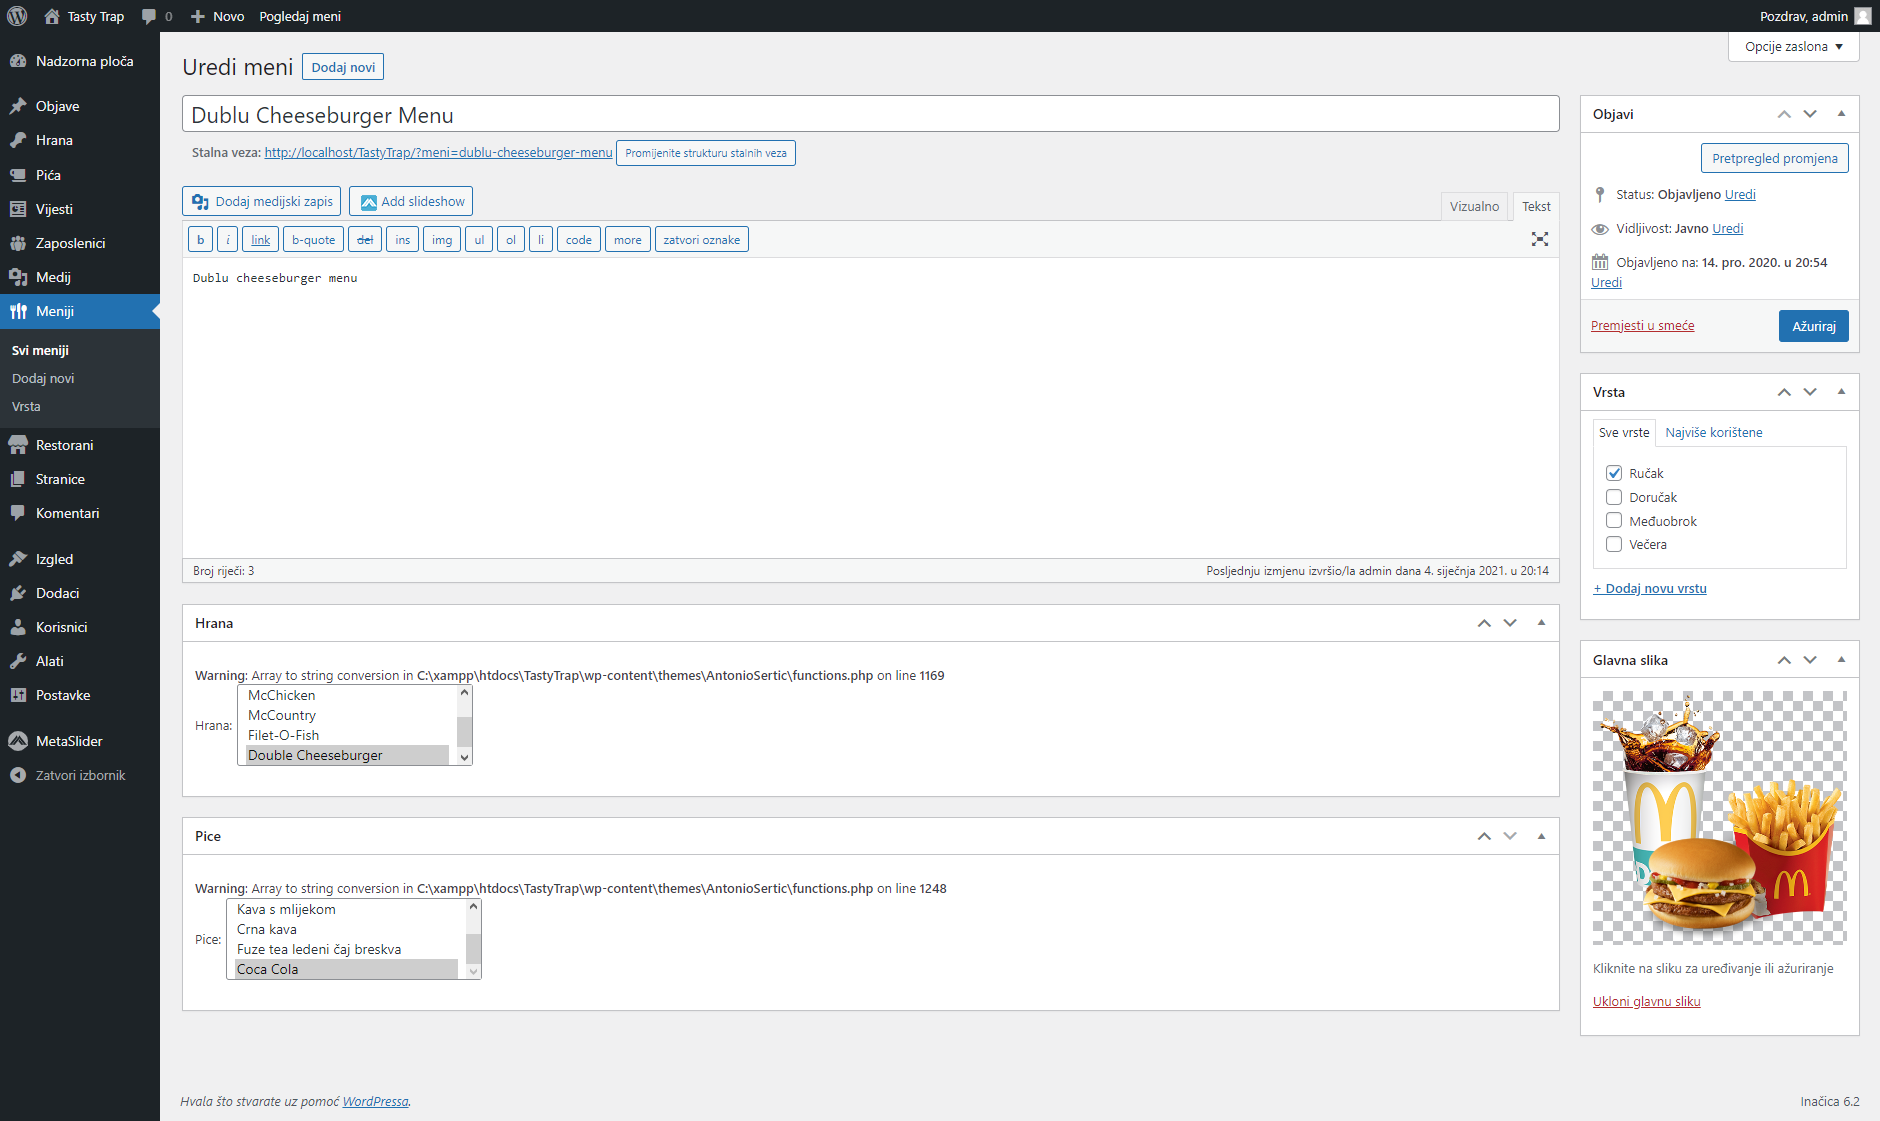 Tasty Trap
0
Novo
Pogledaj meni
Pozdrav, admin
Nadzorna ploča
Objave
Hrana
Pića
Vijesti
Zaposlenici
Medij
Meniji
Svi meniji
Dodaj novi
Vrsta
Restorani
Stranice
Komentari
Izgled
Dodaci
Korisnici
Alati
Postavke
MetaSlider
Zatvori izbornik
Opcije zaslona
Uredi meni
Dodaj novi
Dublu Cheeseburger Menu
Stalna veza: http://localhost/TastyTrap/?meni=dublu-cheeseburger-menu Promijenite strukturu stalnih veza
Dodaj medijski zapis
Add slideshow
Vizualno
Tekst
b
i
link
b-quote
del
ins
img
ul
ol
li
code
more
zatvori oznake
Dublu cheeseburger menu
Broj riječi: 3
Posljednju izmjenu izvršio/la admin dana 4. siječnja 2021. u 20:14
Hrana
Warning: Array to string conversion in C:\xampp\htdocs\TastyTrap\wp-content\themes\AntonioSertic\functions.php on line 1169
Hrana:
McChicken
McCountry
Filet-O-Fish
Double Cheeseburger
Pice
Warning: Array to string conversion in C:\xampp\htdocs\TastyTrap\wp-content\themes\AntonioSertic\functions.php on line 1248
Pice:
Kava s mlijekom
Crna kava
Fuze tea ledeni čaj breskva
Coca Cola
Objavi
Pretpregled promjena
Status: Objavljeno Uredi
Vidljivost: Javno Uredi
Objavljeno na: 14. pro. 2020. u 20:54
Uredi
Premjesti u smeće
Ažuriraj
Vrsta
Sve vrste
Najviše korištene
Ručak
Doručak
Međuobrok
Večera
+ Dodaj novu vrstu
Glavna slika
Kliknite na sliku za uređivanje ili ažuriranje
Ukloni glavnu sliku
Hvala što stvarate uz pomoć WordPressa.
Inačica 6.2